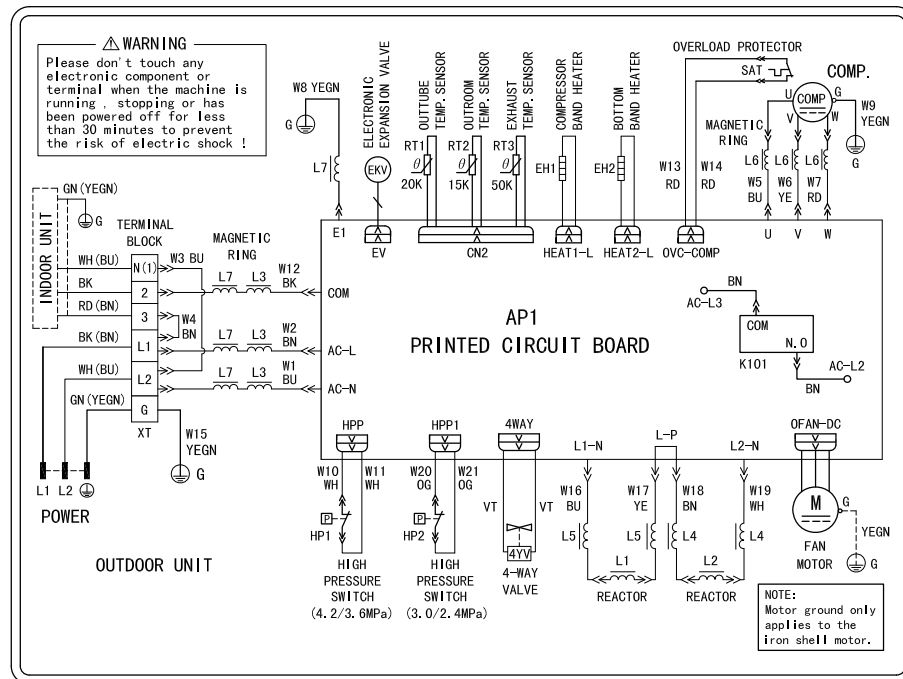 WARNING
Please don't touch any
electronic component or
terminal when the machine is
running , stopping or has
been powered off for less
than 30 minutes to prevent
the risk of electric shock !
W8 YEGN
G
L7
E1
ELECTRONIC
EXPANSION VALVE
EKV
EV
OUTTUBE
TEMP. SENSOR
RT1
θ
20K
OUTROOM
TEMP. SENSOR
RT2
θ
15K
EXHAUST
TEMP. SENSOR
RT3
θ
50K
CN2
COMPRESSOR
BAND HEATER
EH1
HEAT1-L
BOTTOM
BAND HEATER
EH2
HEAT2-L
OVERLOAD PROTECTOR
SAT
W13
RD
W14
RD
OVC-COMP
COMP.
U
COMP
G
V
W
W9
YEGN
G
MAGNETIC
RING
L6
L6
L6
W5
BU
W6
YE
W7
RD
U
V
W
INDOOR UNIT
GN(YEGN)
G
TERMINAL
BLOCK
WH(BU)
N(1)
W3 BU
MAGNETIC
RING
BK
2
L7
L3
W12
BK
COM
RD(BN)
3
W4
BN
BK(BN)
L1
L7
L3
W2
BN
AC-L
WH(BU)
L2
L7
L3
W1
BU
AC-N
GN(YEGN)
G
XT
W15
YEGN
G
L1
L2
POWER
OUTDOOR UNIT
AP1
PRINTED CIRCUIT BOARD
BN
AC-L3
COM
N.O
K101
AC-L2
BN
HPP
W10
WH
W11
WH
P
HP1
HIGH
PRESSURE
SWITCH
(4.2/3.6MPa)
HPP1
W20
OG
W21
OG
P
HP2
HIGH
PRESSURE
SWITCH
(3.0/2.4MPa)
4WAY
VT
VT
4YV
4-WAY
VALVE
L1-N
L-P
L2-N
W16
BU
W17
YE
W18
BN
W19
WH
L5
L5
L4
L4
L1
L2
REACTOR
REACTOR
OFAN-DC
M
G
YEGN
FAN
MOTOR
G
NOTE:
Motor ground only
applies to the
iron shell motor.